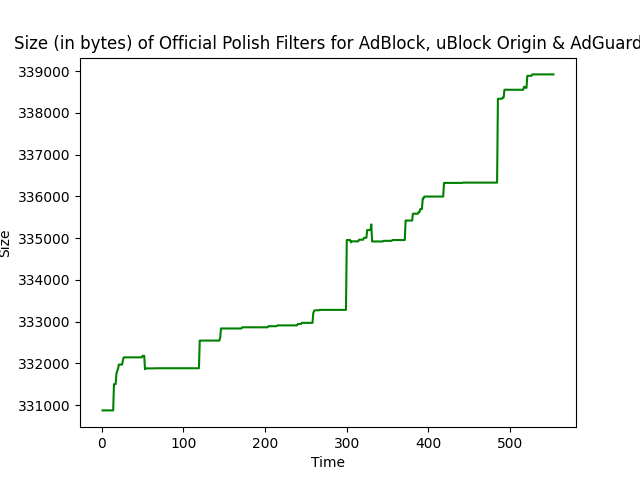 Size (in bytes) of Official Polish Filters for AdBlock, uBlock Origin & AdGuard
339000
338000
337000
336000
335000
334000
333000
332000
331000
Size
0 100 200 300 400 500
Time